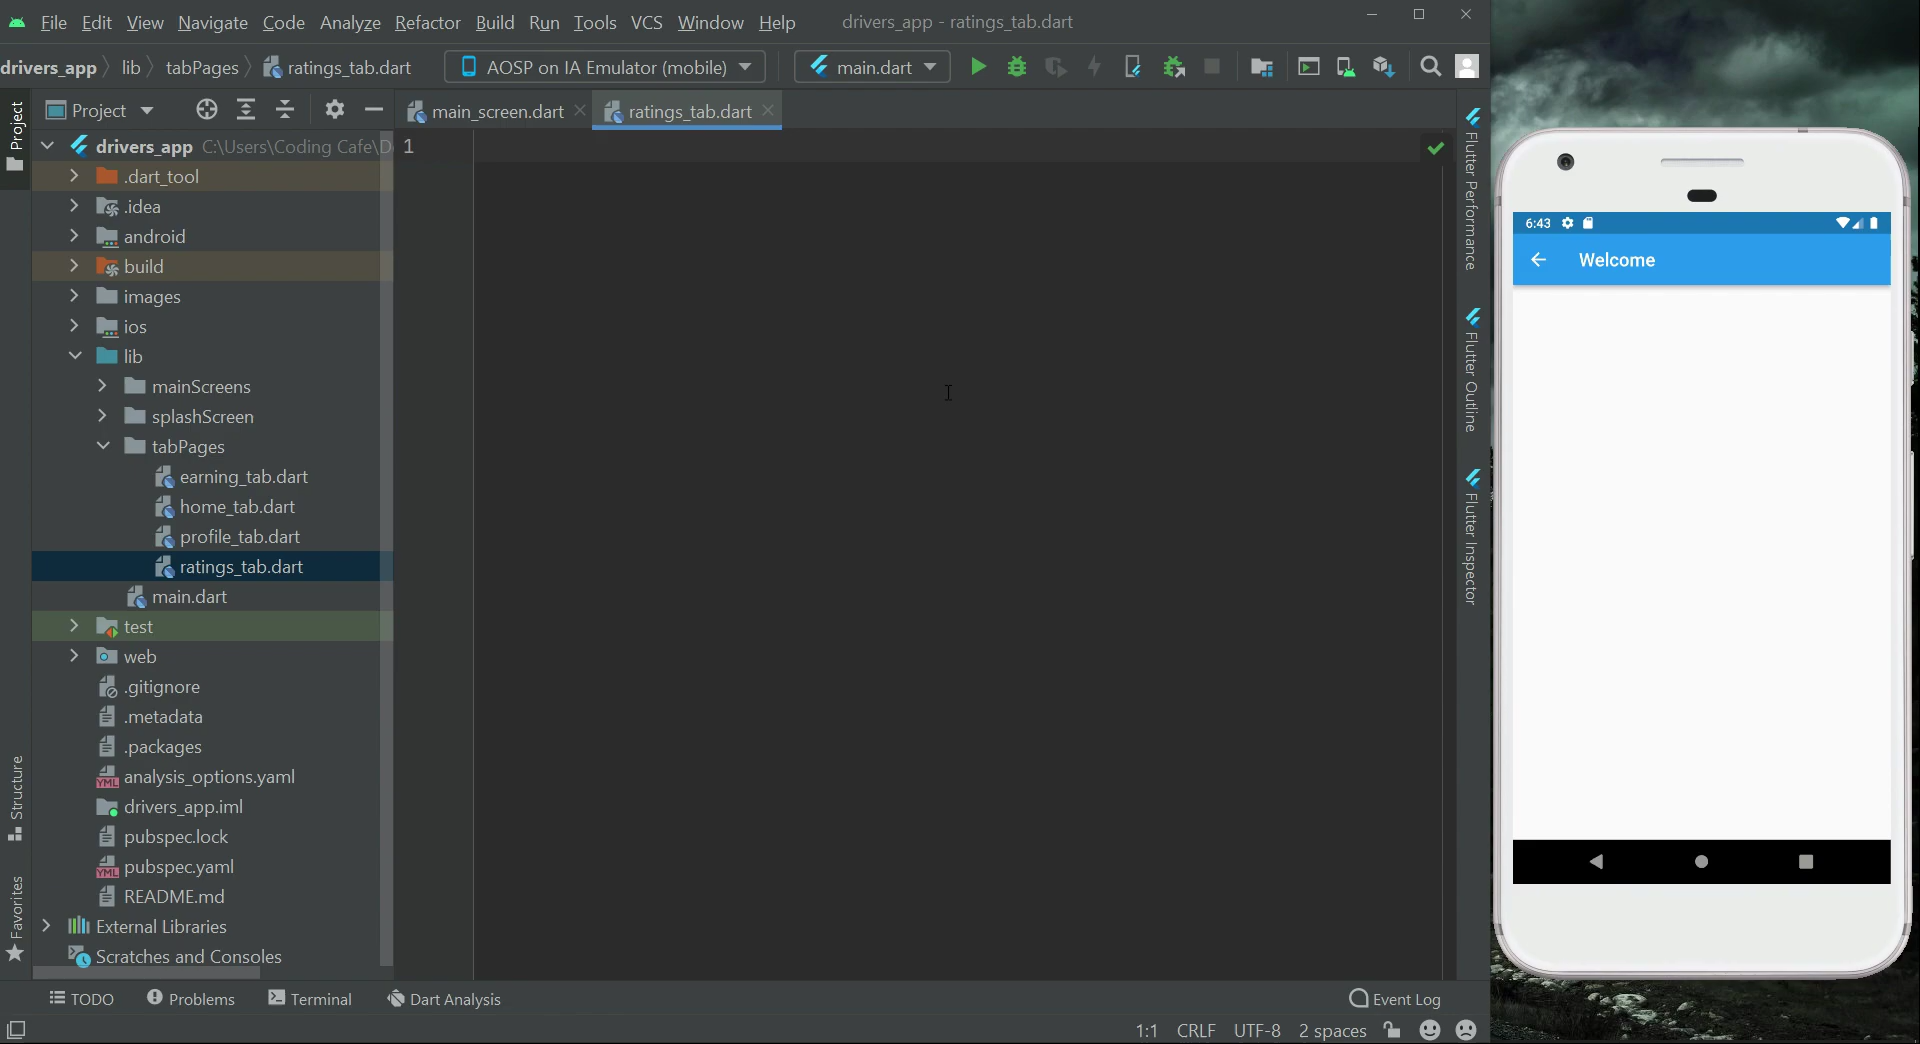 File Edit View Navigate Code Analyze Refactor Build Run Tools VCS Window Help drivers_app - ratings_tab.dart
drivers_app lib tabPages ratings_tab.dart AOSP on IA Emulator (mobile) main.dart
Project
Project
main_screen.dart
ratings_tab.dart
drivers_app C:\Users\Coding Cafe\D
1
.dart_tool
.idea
android
build
images
ios
lib
mainScreens
splashScreen
tabPages
earning_tab.dart
home_tab.dart
profile_tab.dart
ratings_tab.dart
main.dart
test
web
.gitignore
.metadata
.packages
analysis_options.yaml
drivers_app.iml
pubspec.lock
pubspec.yaml
README.md
External Libraries
Scratches and Consoles
Structure
Favorites
Flutter Performance
Flutter Outline
Flutter Inspector
6:43
Welcome
TODO Problems Terminal Dart Analysis Event Log
1:1 CRLF UTF-8 2 spaces